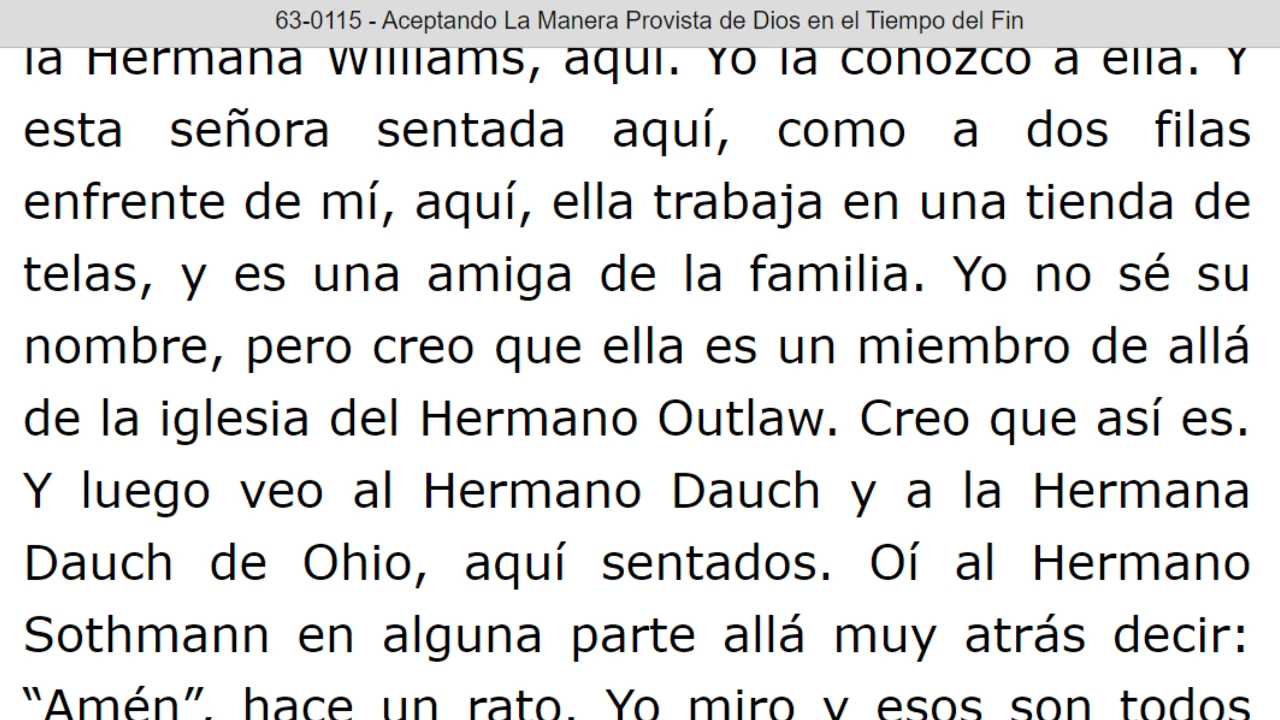 63-0115 - Aceptando La Manera Provista de Dios en el Tiempo del Fin
la Hermana Williams, aquí. Yo la conozco a ella. Y
esta señora sentada aquí, como a dos filas
enfrente de mí, aquí, ella trabaja en una tienda de
telas, y es una amiga de la familia. Yo no sé su
nombre, pero creo que ella es un miembro de allá
de la iglesia del Hermano Outlaw. Creo que así es.
Y luego veo al Hermano Dauch y a la Hermana
Dauch de Ohio, aquí sentados. Oí al Hermano
Sothmann en alguna parte allá muy atrás decir:
“Amén”, hace un rato. Yo miro y esos son todos